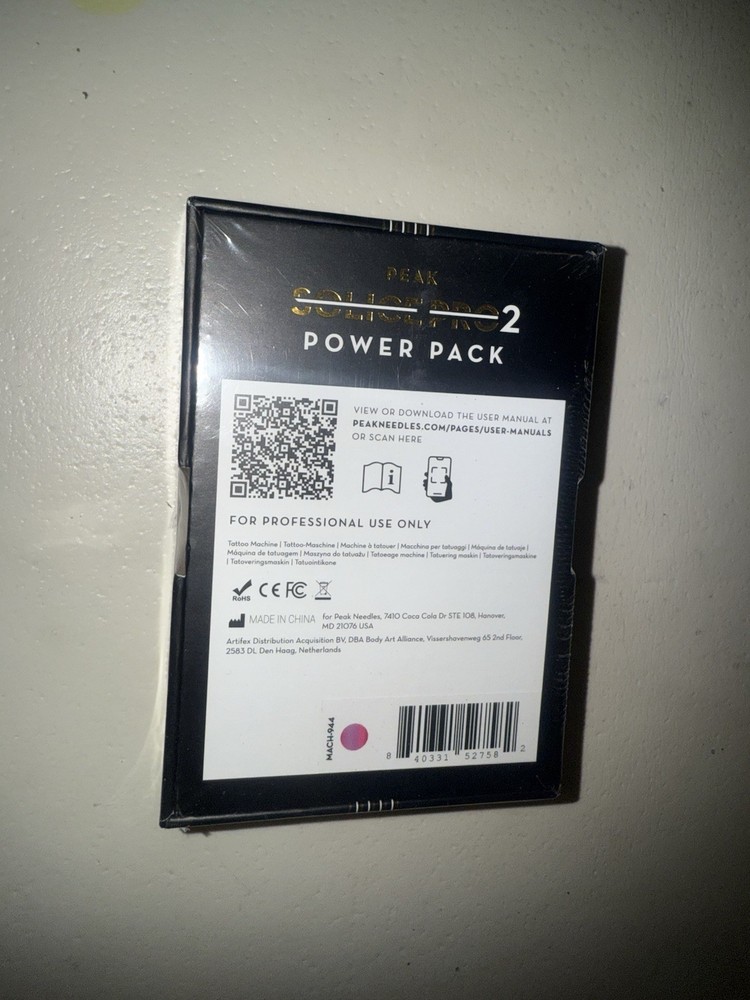 PEAK
SOLICE PRO 2
POWER PACK
VIEW OR DOWNLOAD THE USER MANUAL AT
PEAKNEEDLES.COM/PAGES/USER-MANUALS
OR SCAN HERE
FOR PROFESSIONAL USE ONLY
Tattoo Machine | Tattoo-Maschine | Machine à tatouer | Macchina per tatuaggi | Máquina de tatuaje |
Máquina de tatuagem | Maszyna do tatuażu | Tatoeage machine | Tatuering maskin | Tatoveringsmaskine
| Tatoveringsmaskin | Tatuointikone
RoHS CE FC
MADE IN CHINA for Peak Needles, 7410 Coca Cola Dr STE 108, Hanover,
MD 21076 USA
Artifex Distribution Acquisition BV, DBA Body Art Alliance, Vissershavenweg 65 2nd Floor,
2583 DL Den Haag, Netherlands
MACH-944
8 40331 52758 2